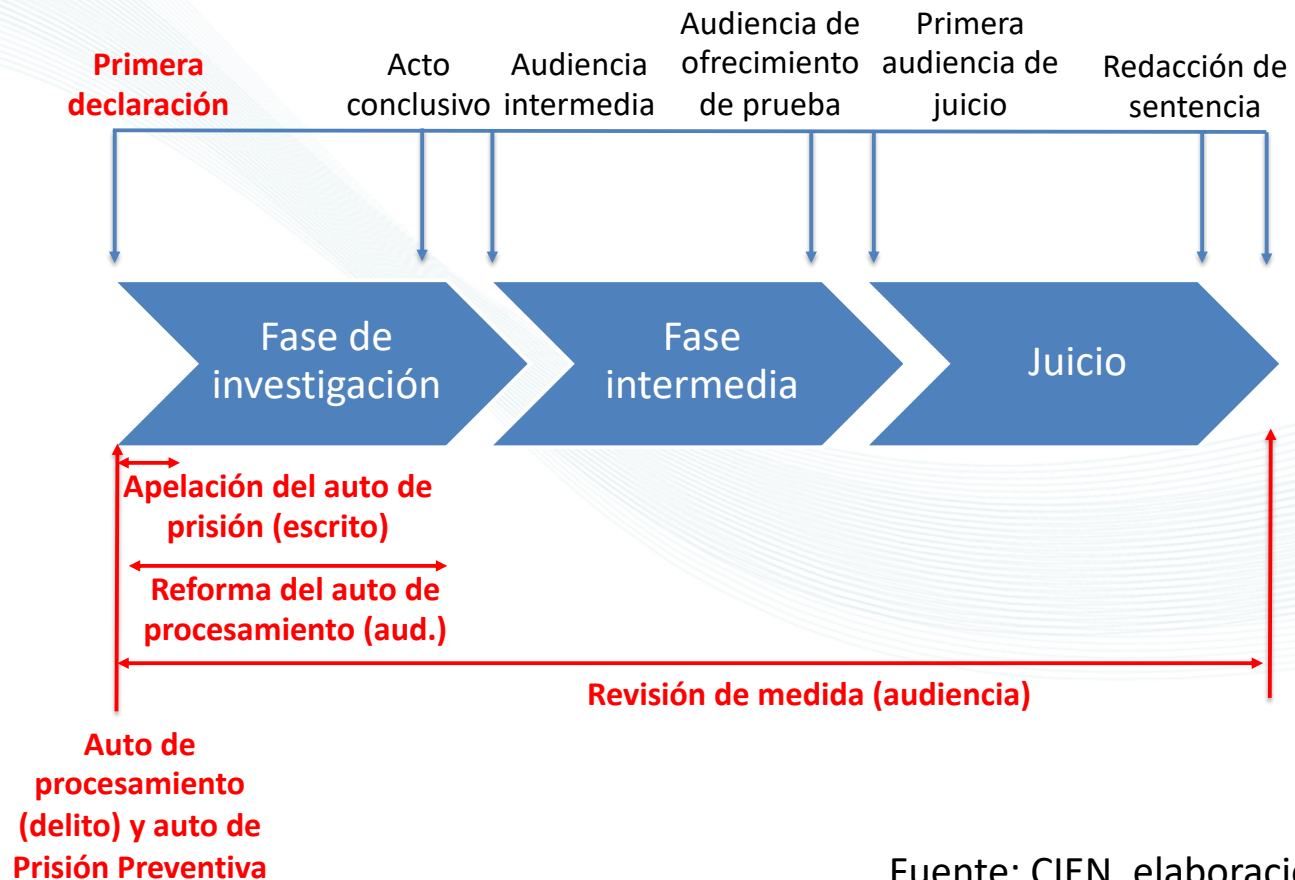 Primera
declaración
Acto
conclusivo
Audiencia
intermedia
Audiencia de
ofrecimiento
de prueba
Primera
audiencia de
juicio
Redacción de
sentencia
Fase de
investigación
Fase
intermedia
Juicio
Apelación del auto de
prisión (escrito)
Reforma del auto de
procesamiento (aud.)
Revisión de medida (audiencia)
Auto de
procesamiento
(delito) y auto de
Prisión Preventiva
Fuente: CIEN, elaboració